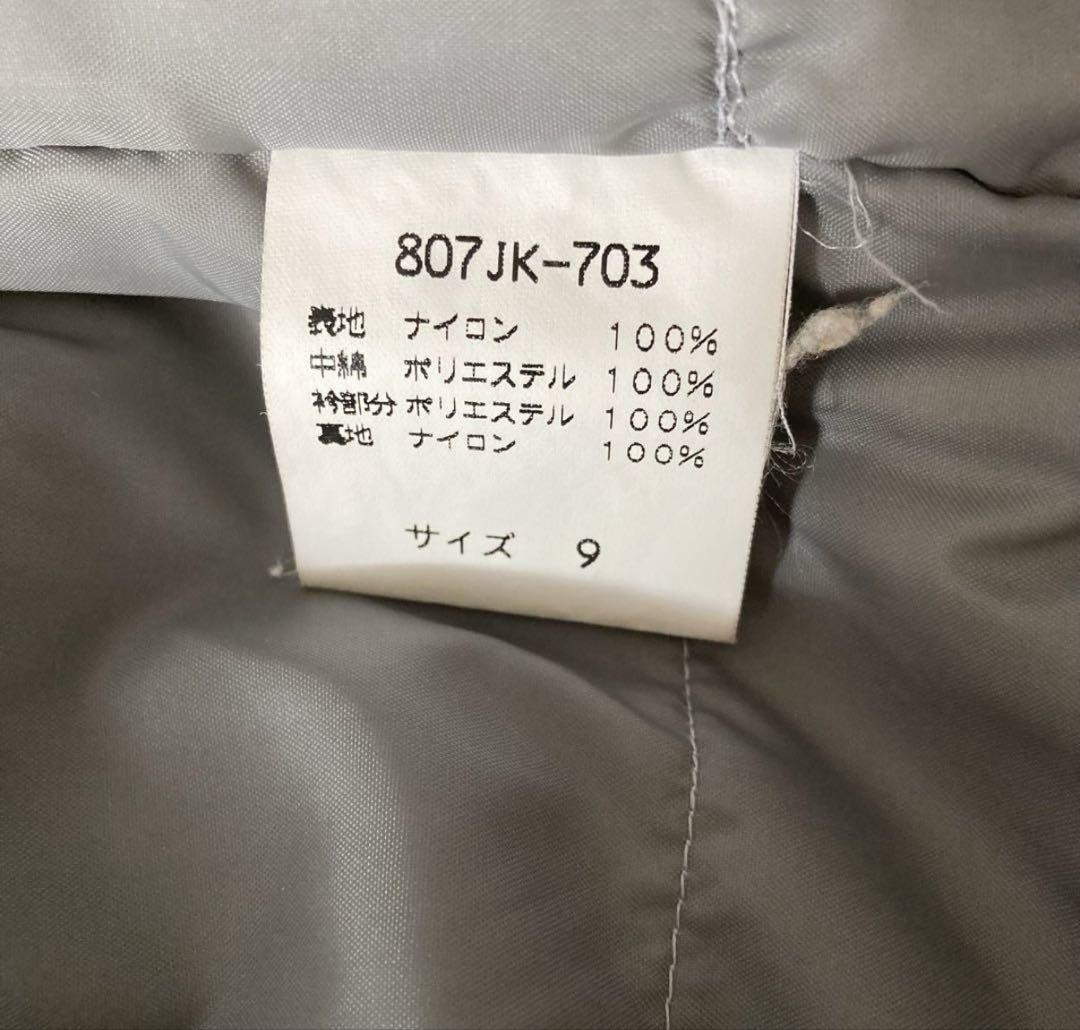 807JK-703
表地 ナイロン 100%
中綿 ポリエステル 100%
衿部分 ポリエステル 100%
裏地 ナイロン 100%
サイズ 9